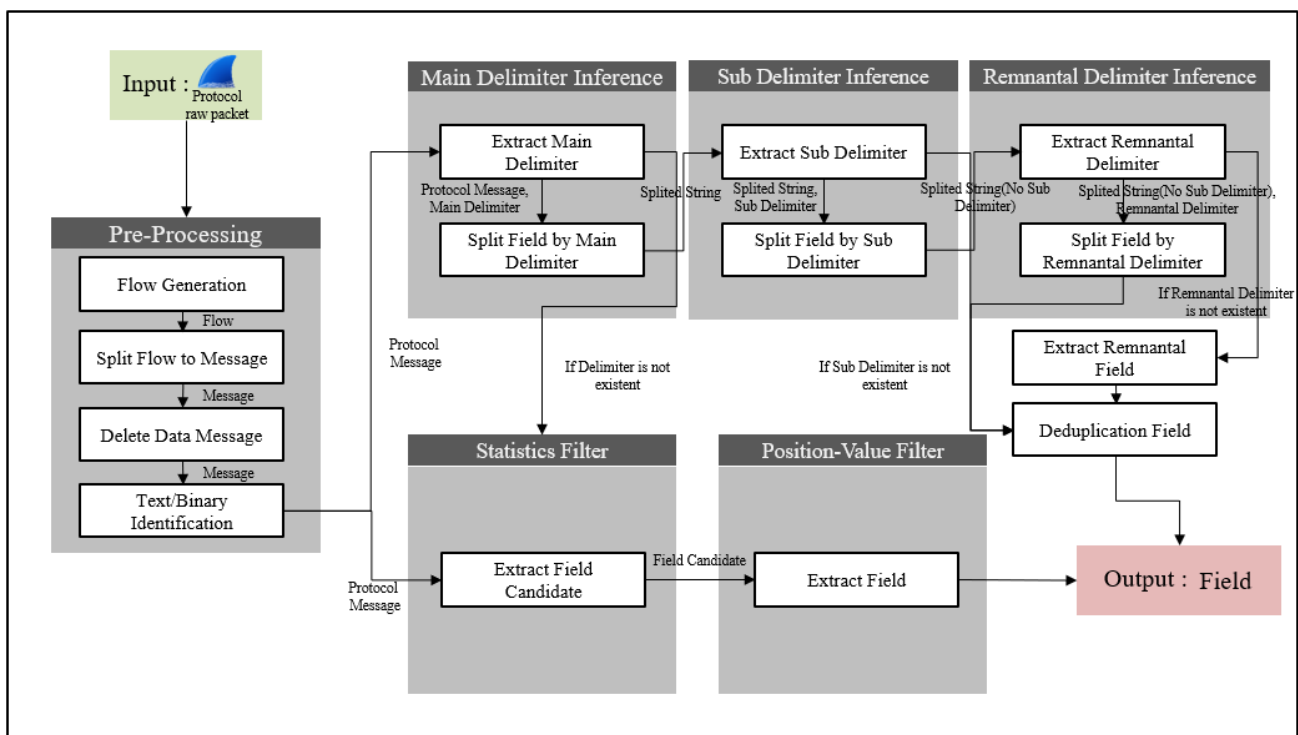 Input :
Protocol
raw packet
Pre-Processing
Flow Generation
Flow
Split Flow to Message
Message
Delete Data Message
Message
Text/Binary
Identification
Protocol
Message
Protocol
Message
Main Delimiter Inference
Extract Main
Delimiter
Protocol Message,
Main Delimiter
Split Field by Main
Delimiter
Splited String
If Delimiter is not
existent
Sub Delimiter Inference
Extract Sub Delimiter
Splited String,
Sub Delimiter
Split Field by Sub
Delimiter
Splited String(No Sub
Delimiter)
If Sub Delimiter is not
existent
Remnantal Delimiter Inference
Extract Remnantal
Delimiter
Splited String(No Sub Delimiter),
Remnantal Delimiter
Split Field by
Remnantal Delimiter
If Remnantal Delimiter
is not existent
Extract Remnantal
Field
Deduplication Field
Statistics Filter
Extract Field
Candidate
Field Candidate
Position-Value Filter
Extract Field
Output : Field